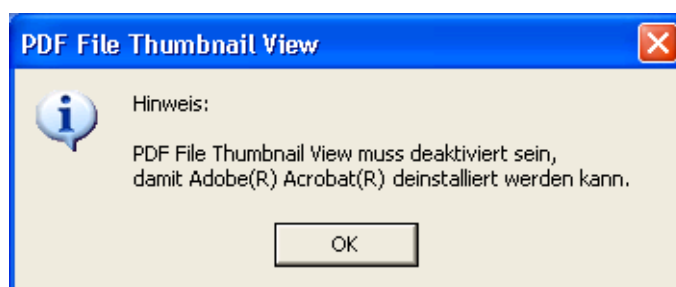 PDF File Thumbnail View
Hinweis:
PDF File Thumbnail View muss deaktiviert sein,
damit Adobe(R) Acrobat(R) deinstalliert werden kann.
OK